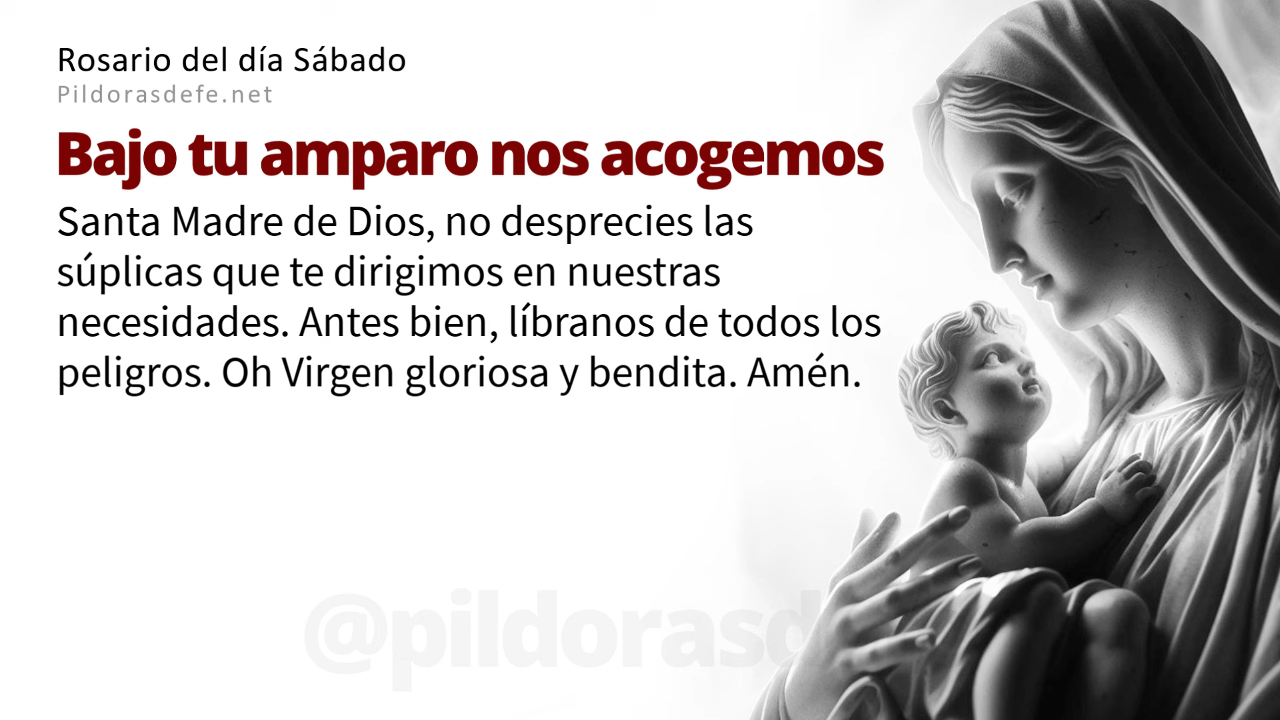 Rosario del día Sábado
Pildorasdefe.net
Bajo tu amparo nos acogemos
Santa Madre de Dios, no desprecies las
súplicas que te dirigimos en nuestras
necesidades. Antes bien, líbranos de todos los
peligros. Oh Virgen gloriosa y bendita. Amén.